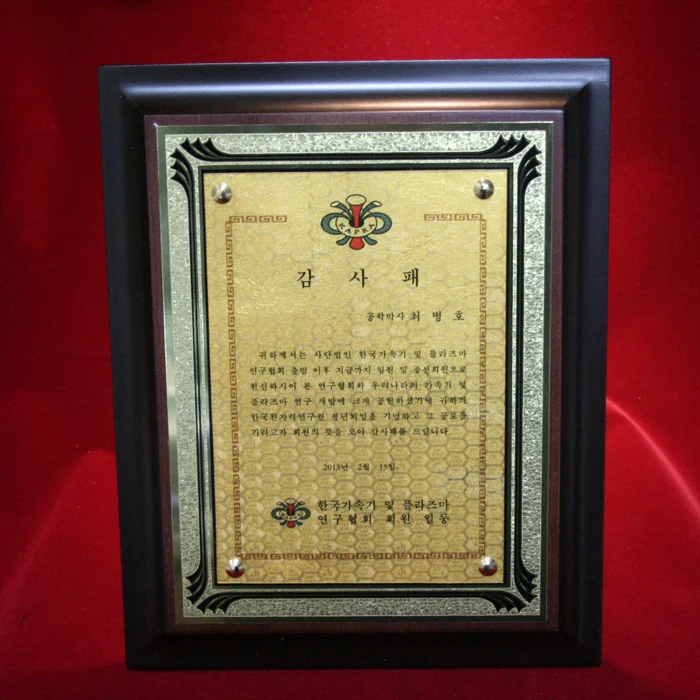 KAPRA
감 사 패
공학박사 최 병 호
귀하께서는 사단법인 한국가속기 및 플라즈마
연구협회 출범 이후 지금까지 임원 및 종신회원으로
헌신하시어 본 연구협회와 우리나라의 가속기 및
플라즈마 연구 개발에 크게 공헌하셨기에 귀하의
한국원자력연구원 정년퇴임을 기념하고 그 공로를
기리고자 회원의 뜻을 모아 감사패를 드립니다.
2013년 2월 15일
한국가속기 및 플라즈마
연구협회 회원 일동